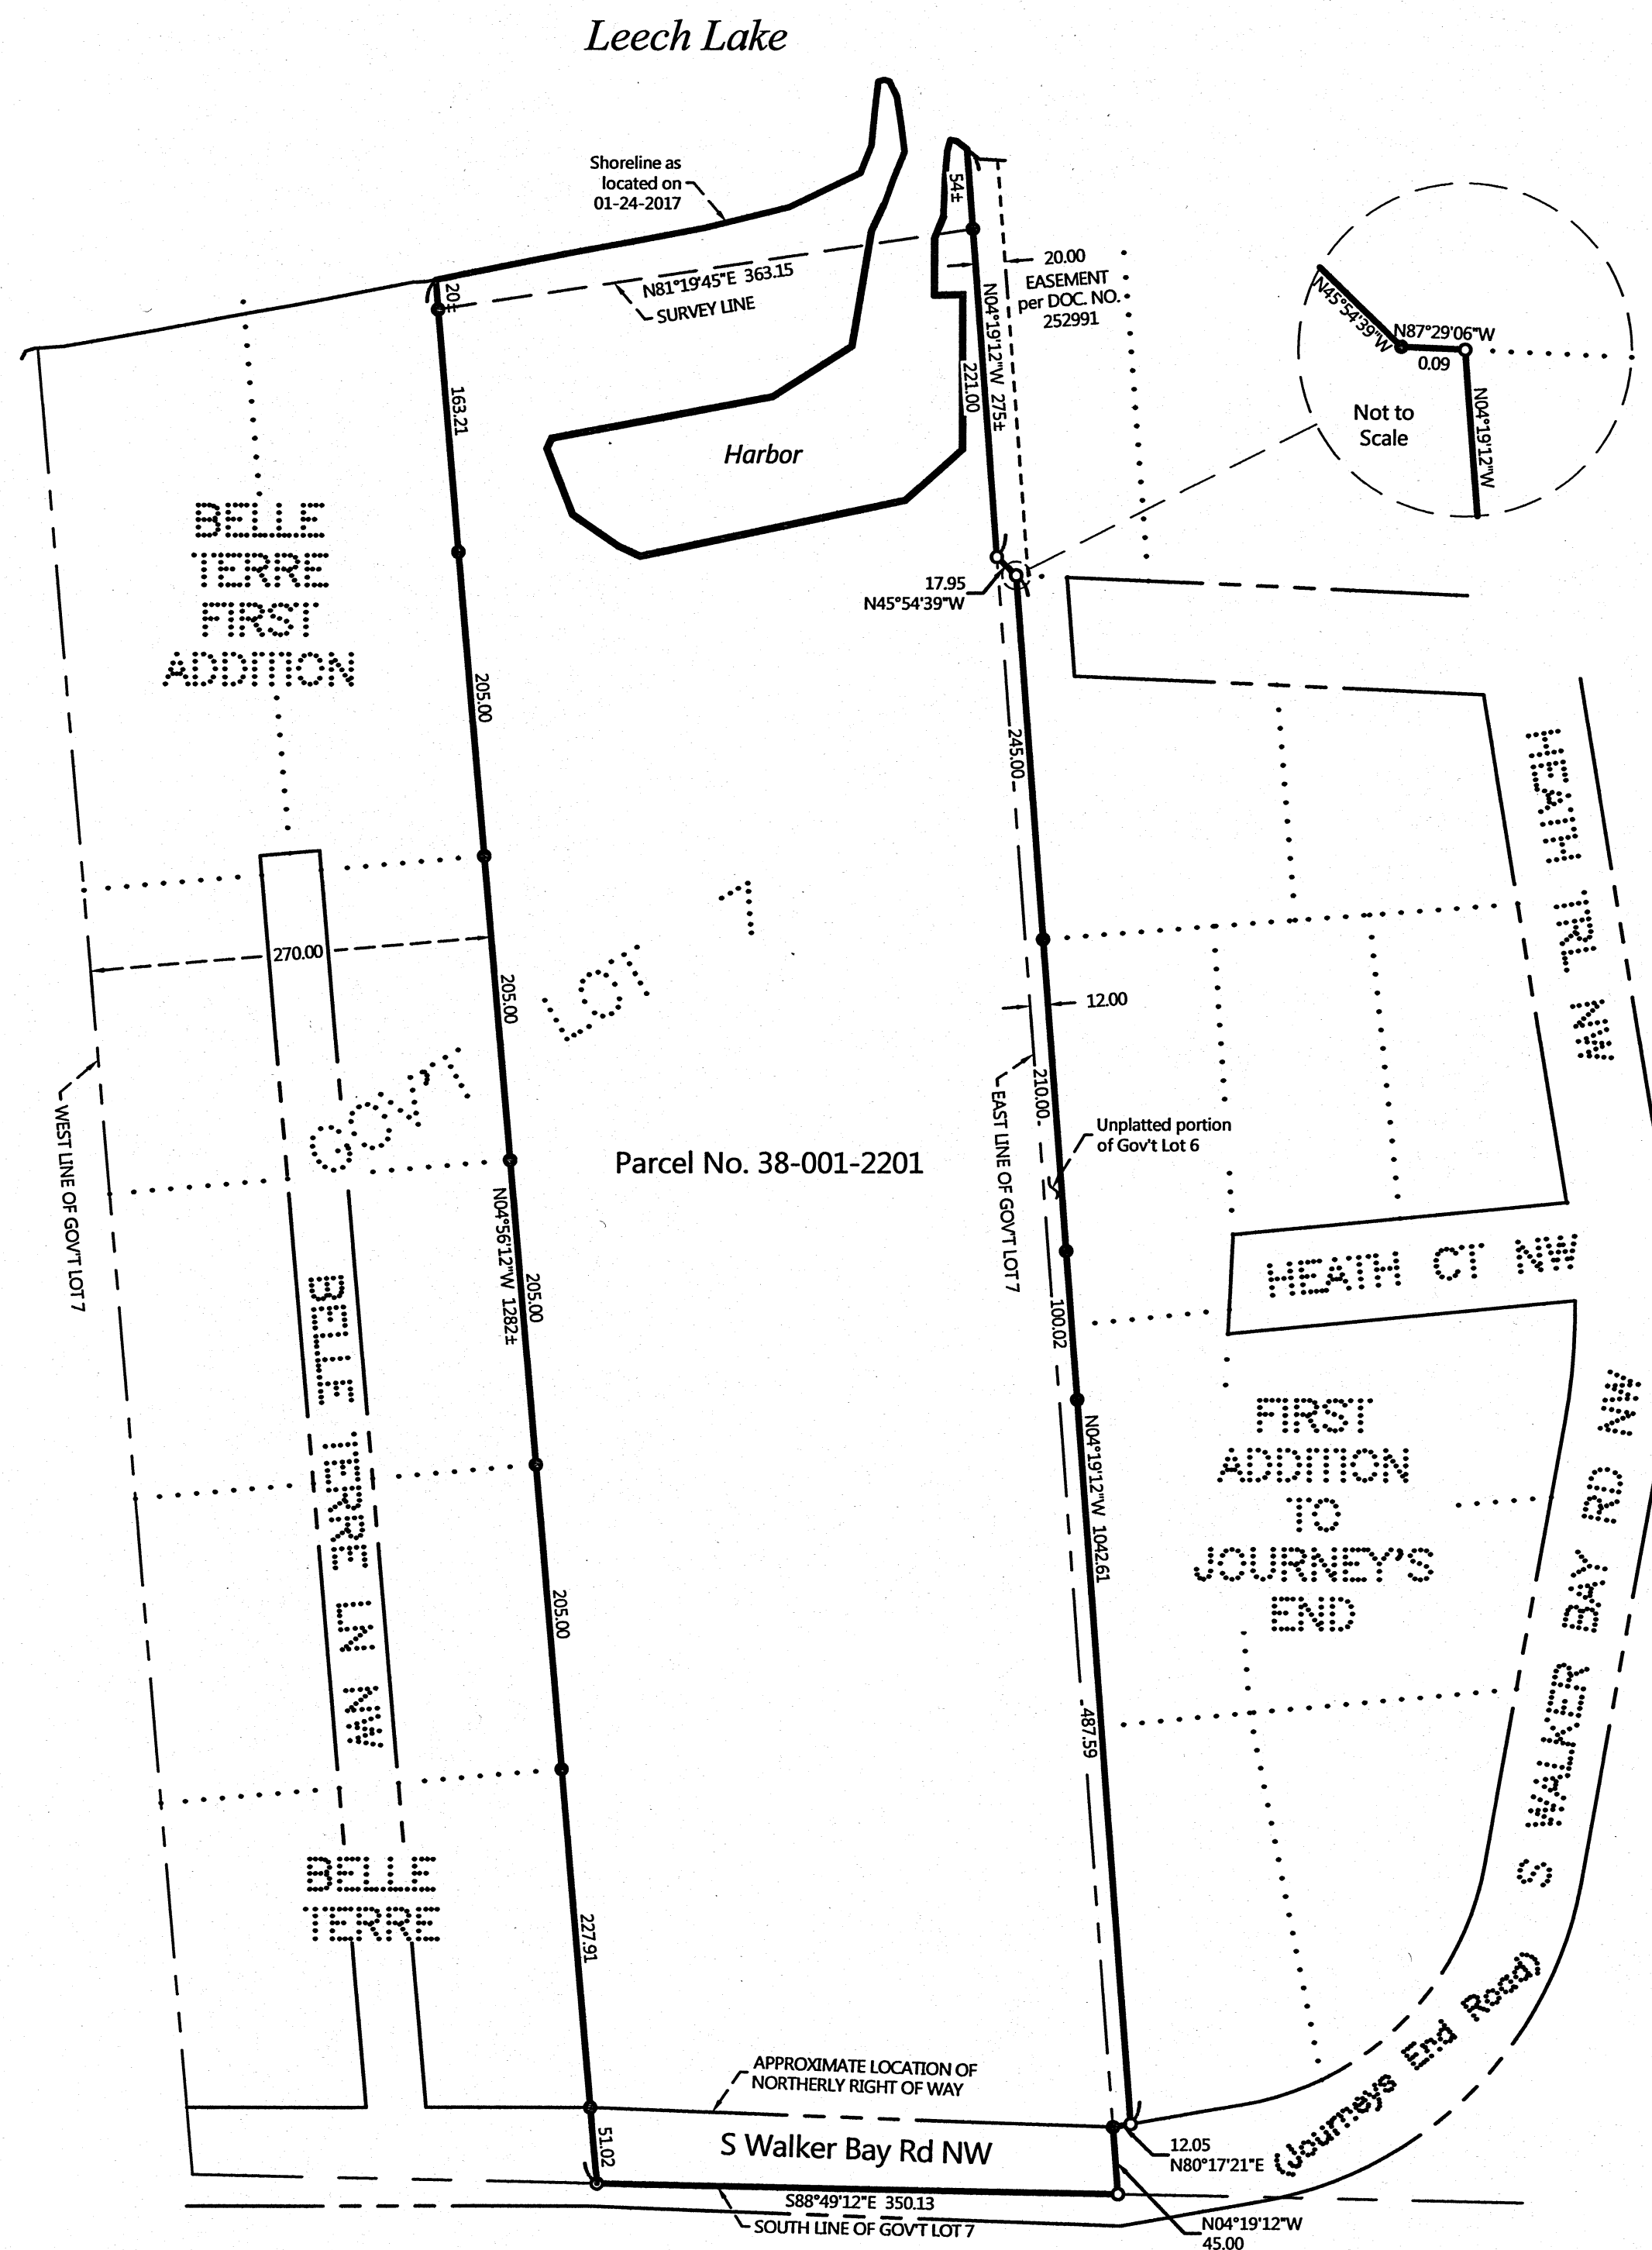 Leech Lake
Shoreline as
located on
01-24-2017
54±
20±
N81°19'45"E 363.15
SURVEY LINE
20.00
EASEMENT
per DOC. NO.
252991
N04°19'12"W 275±
221.00
N45°54'39"W
N87°29'06"W
0.09
N04°19'12"W
Not to
Scale
163.21
Harbor
BELLE
TERRE
FIRST
ADDITION
17.95
N45°54'39"W
205.00
245.00
HEATH TRL NW
270.00
205.00
GOV'T LOT 7
12.00
210.00
EAST LINE OF GOV'T LOT 7
WEST LINE OF GOV'T LOT 7
Unplatted portion
of Gov't Lot 6
Parcel No. 38-001-2201
N04°56'12"W 1282±
205.00
100.02
HEATH CT NW
BELLE TERRE LN NW
FIRST
ADDITION
TO
JOURNEY'S
END
N04°19'12"W 1042.61
205.00
487.59
S WALKER BAY RD NW
(Journeys End Road)
BELLE
TERRE
227.91
APPROXIMATE LOCATION OF
NORTHERLY RIGHT OF WAY
51.02
S Walker Bay Rd NW
12.05
N80°17'21"E
S88°49'12"E 350.13
SOUTH LINE OF GOV'T LOT 7
N04°19'12"W
45.00